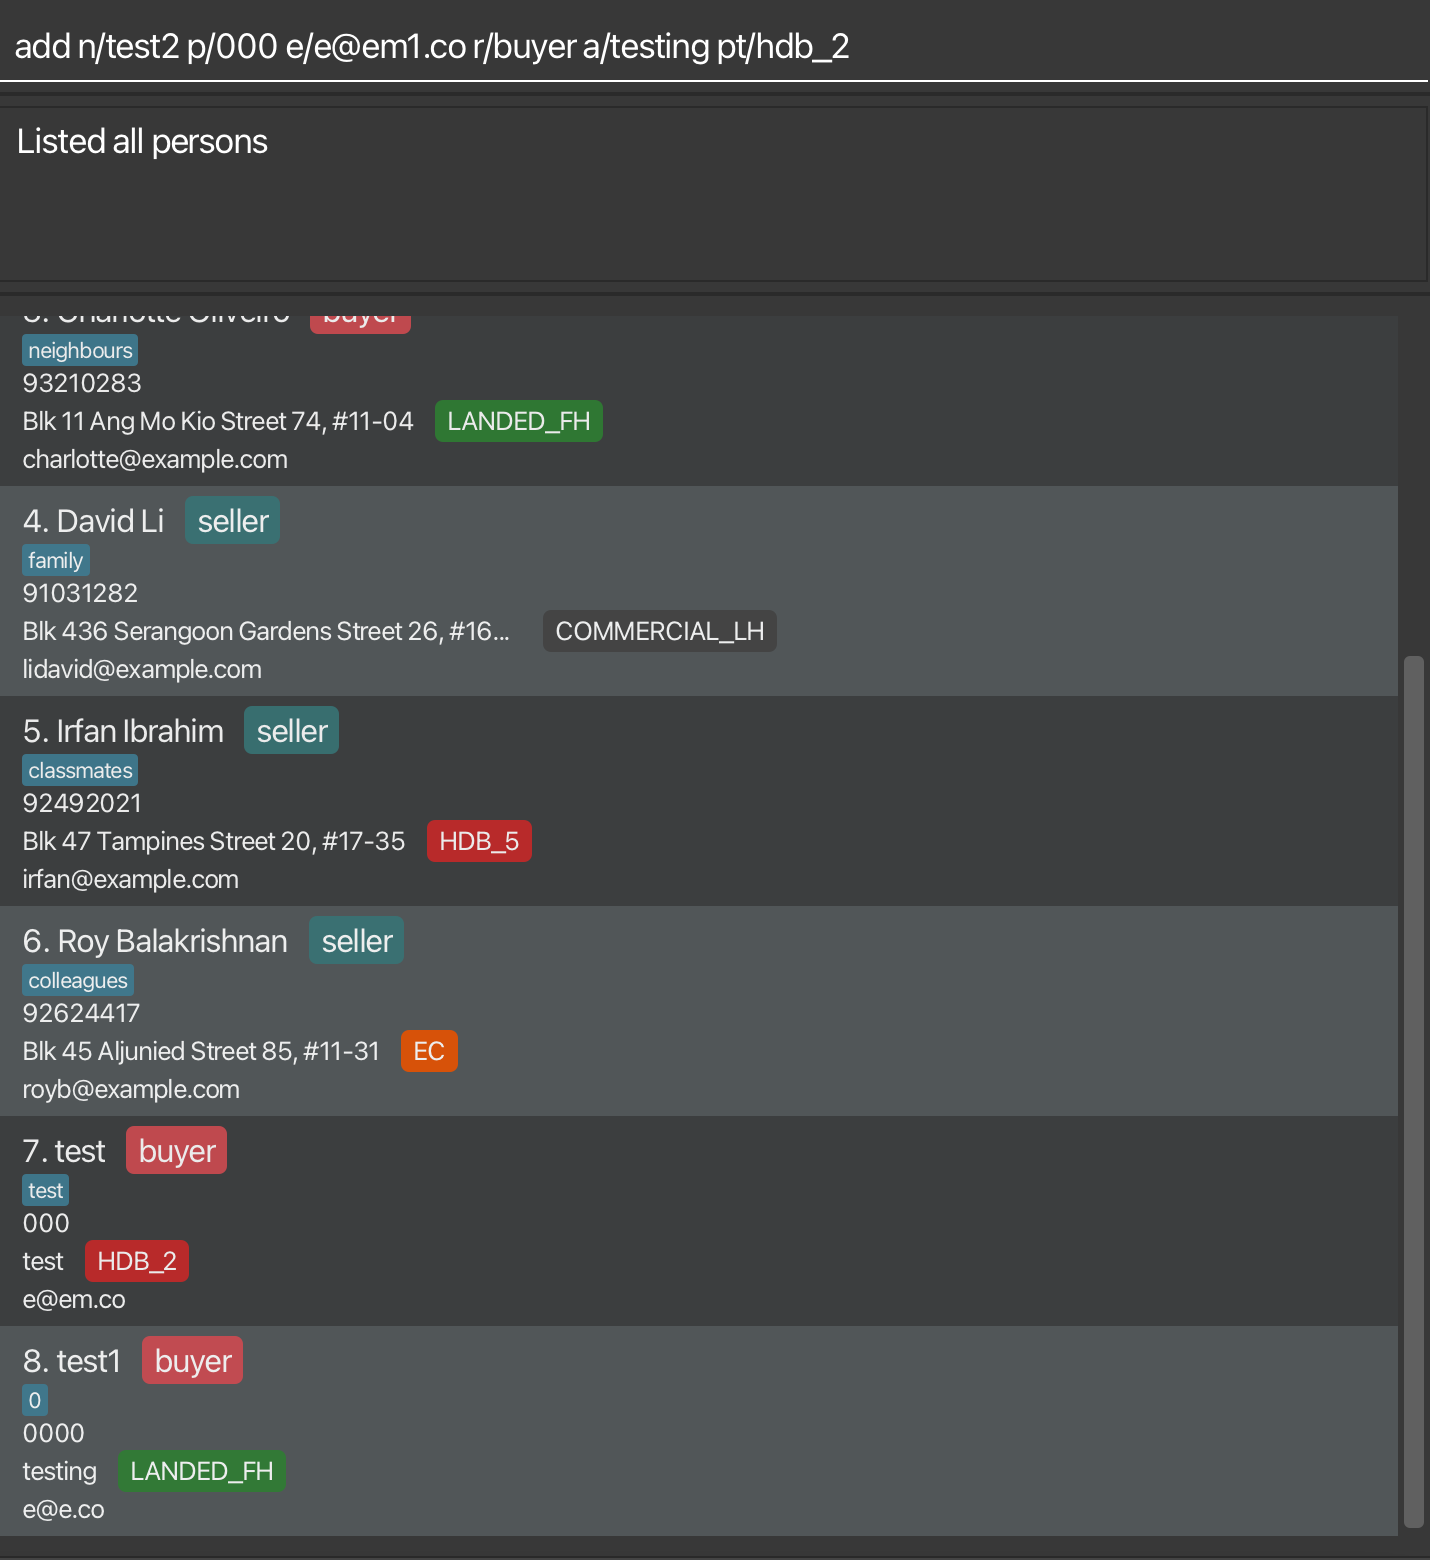 add n/test2 p/000 e/e@em1.co r/buyer a/testing pt/hdb_2
Listed all persons
3. Charlotte Oliveiro buyer
neighbours
93210283
Blk 11 Ang Mo Kio Street 74, #11-04 LANDED_FH
charlotte@example.com
4. David Li seller
family
91031282
Blk 436 Serangoon Gardens Street 26, #16... COMMERCIAL_LH
lidavid@example.com
5. Irfan Ibrahim seller
classmates
92492021
Blk 47 Tampines Street 20, #17-35 HDB_5
irfan@example.com
6. Roy Balakrishnan seller
colleagues
92624417
Blk 45 Aljunied Street 85, #11-31 EC
royb@example.com
7. test buyer
test
000
test HDB_2
e@em.co
8. test1 buyer
0
0000
testing LANDED_FH
e@e.co